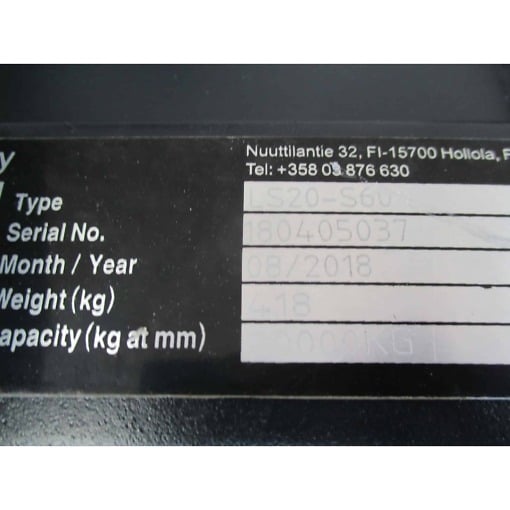 Nuuttilantie 32, FI-15700 Hollola, F
Tel: +358 03 876 630
y
Type LS20-S60
Serial No. 180405037
Month / Year 08/2018
Weight (kg) 418
apacity (kg at mm)